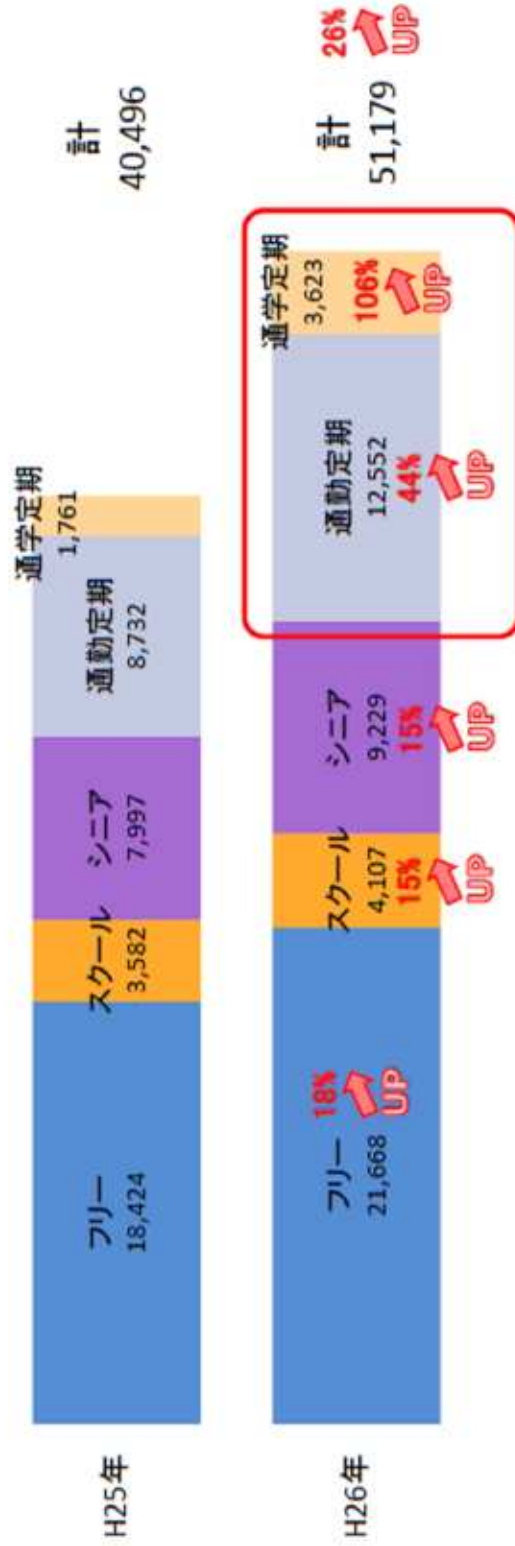 H25年
フリー
18,424
スクール
3,582
シニア
7,997
通勤定期
8,732
通学定期
1,761
計
40,496
H26年
フリー
21,668
18%
UP
スクール
4,107
15%
UP
シニア
9,229
15%
UP
通勤定期
12,552
44%
UP
通学定期
3,623
106%
UP
計
51,179
26%
UP